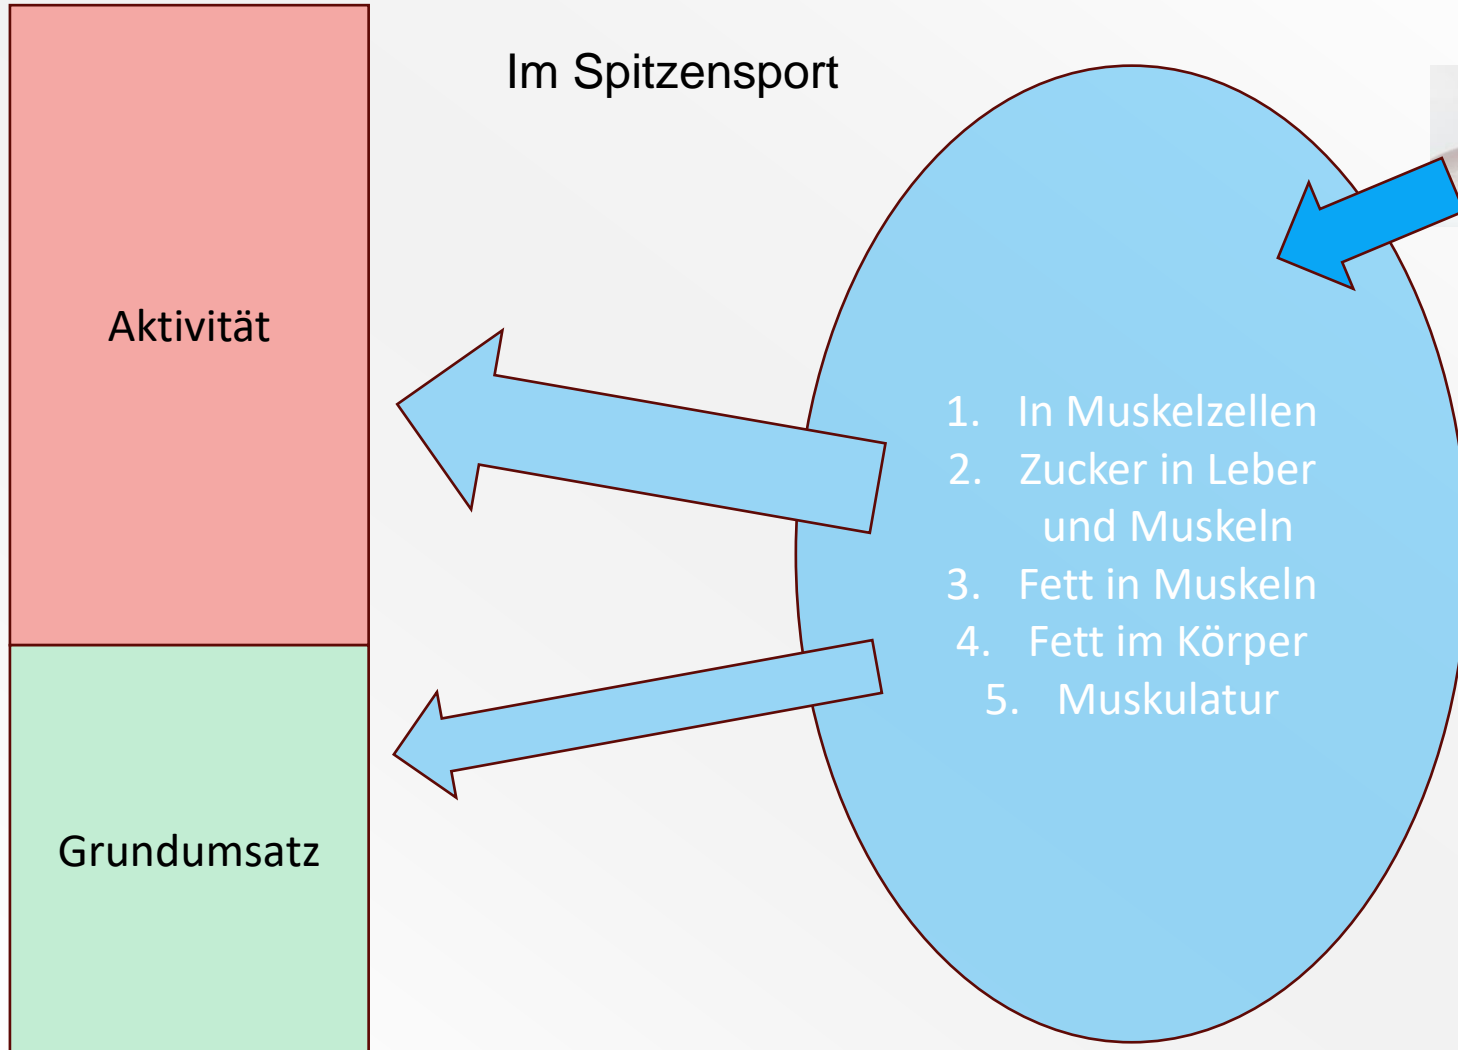 Im Spitzensport
Aktivität
1. In Muskelzellen
2. Zucker in Leber
und Muskeln
3. Fett in Muskeln
4. Fett im Körper
5. Muskulatur
Grundumsatz